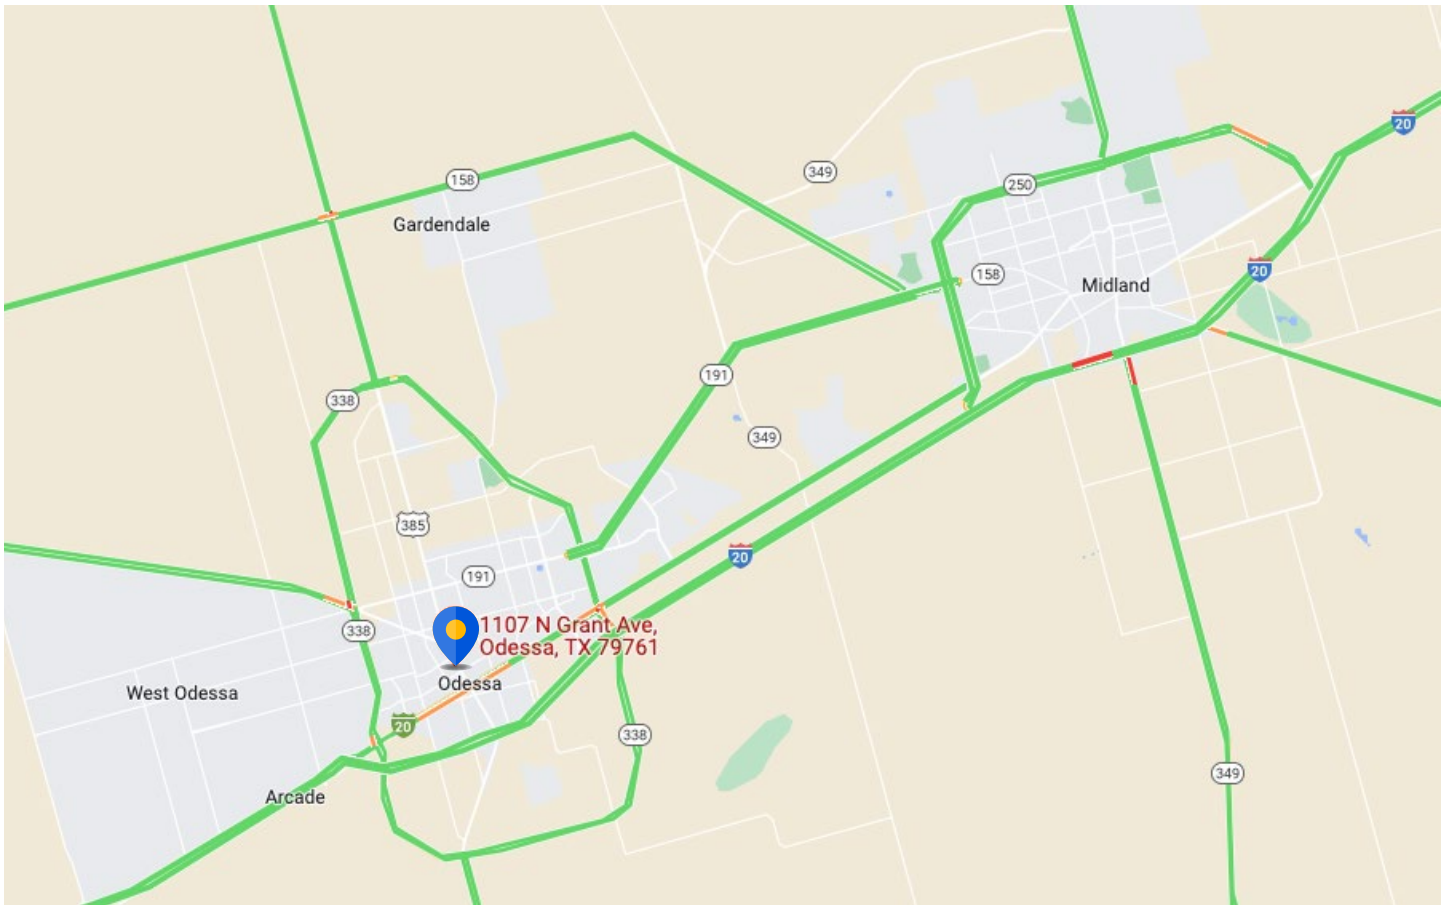 20
158
349
250
Gardendale
20
158
Midland
191
338
349
385
20
191
1107 N Grant Ave,
Odessa, TX 79761
338
Odessa
West Odessa
20
338
349
Arcade